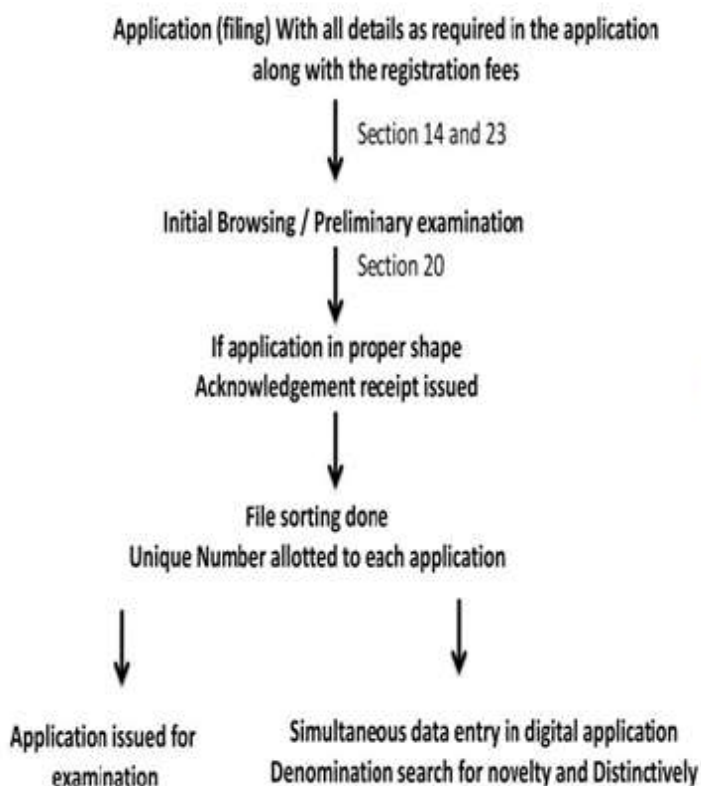 Application (filing) With all details as required in the application
along with the registration fees
Section 14 and 23
Initial Browsing / Preliminary examination
Section 20
If application in proper shape
Acknowledgement receipt issued
File sorting done
Unique Number allotted to each application
Application issued for
examination
Simultaneous data entry in digital application
Denomination search for novelty and Distinctively